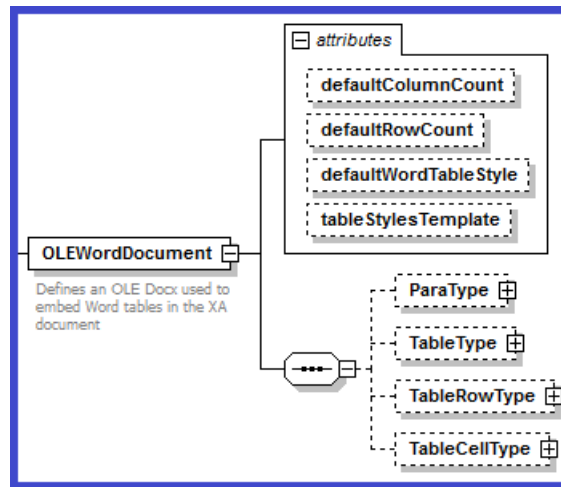 attributes
defaultColumnCount
defaultRowCount
defaultWordTableStyle
tableStylesTemplate
OLEWordDocument
Defines an OLE Docx used to
embed Word tables in the XA
document
ParaType
TableType
TableRowType
TableCellType